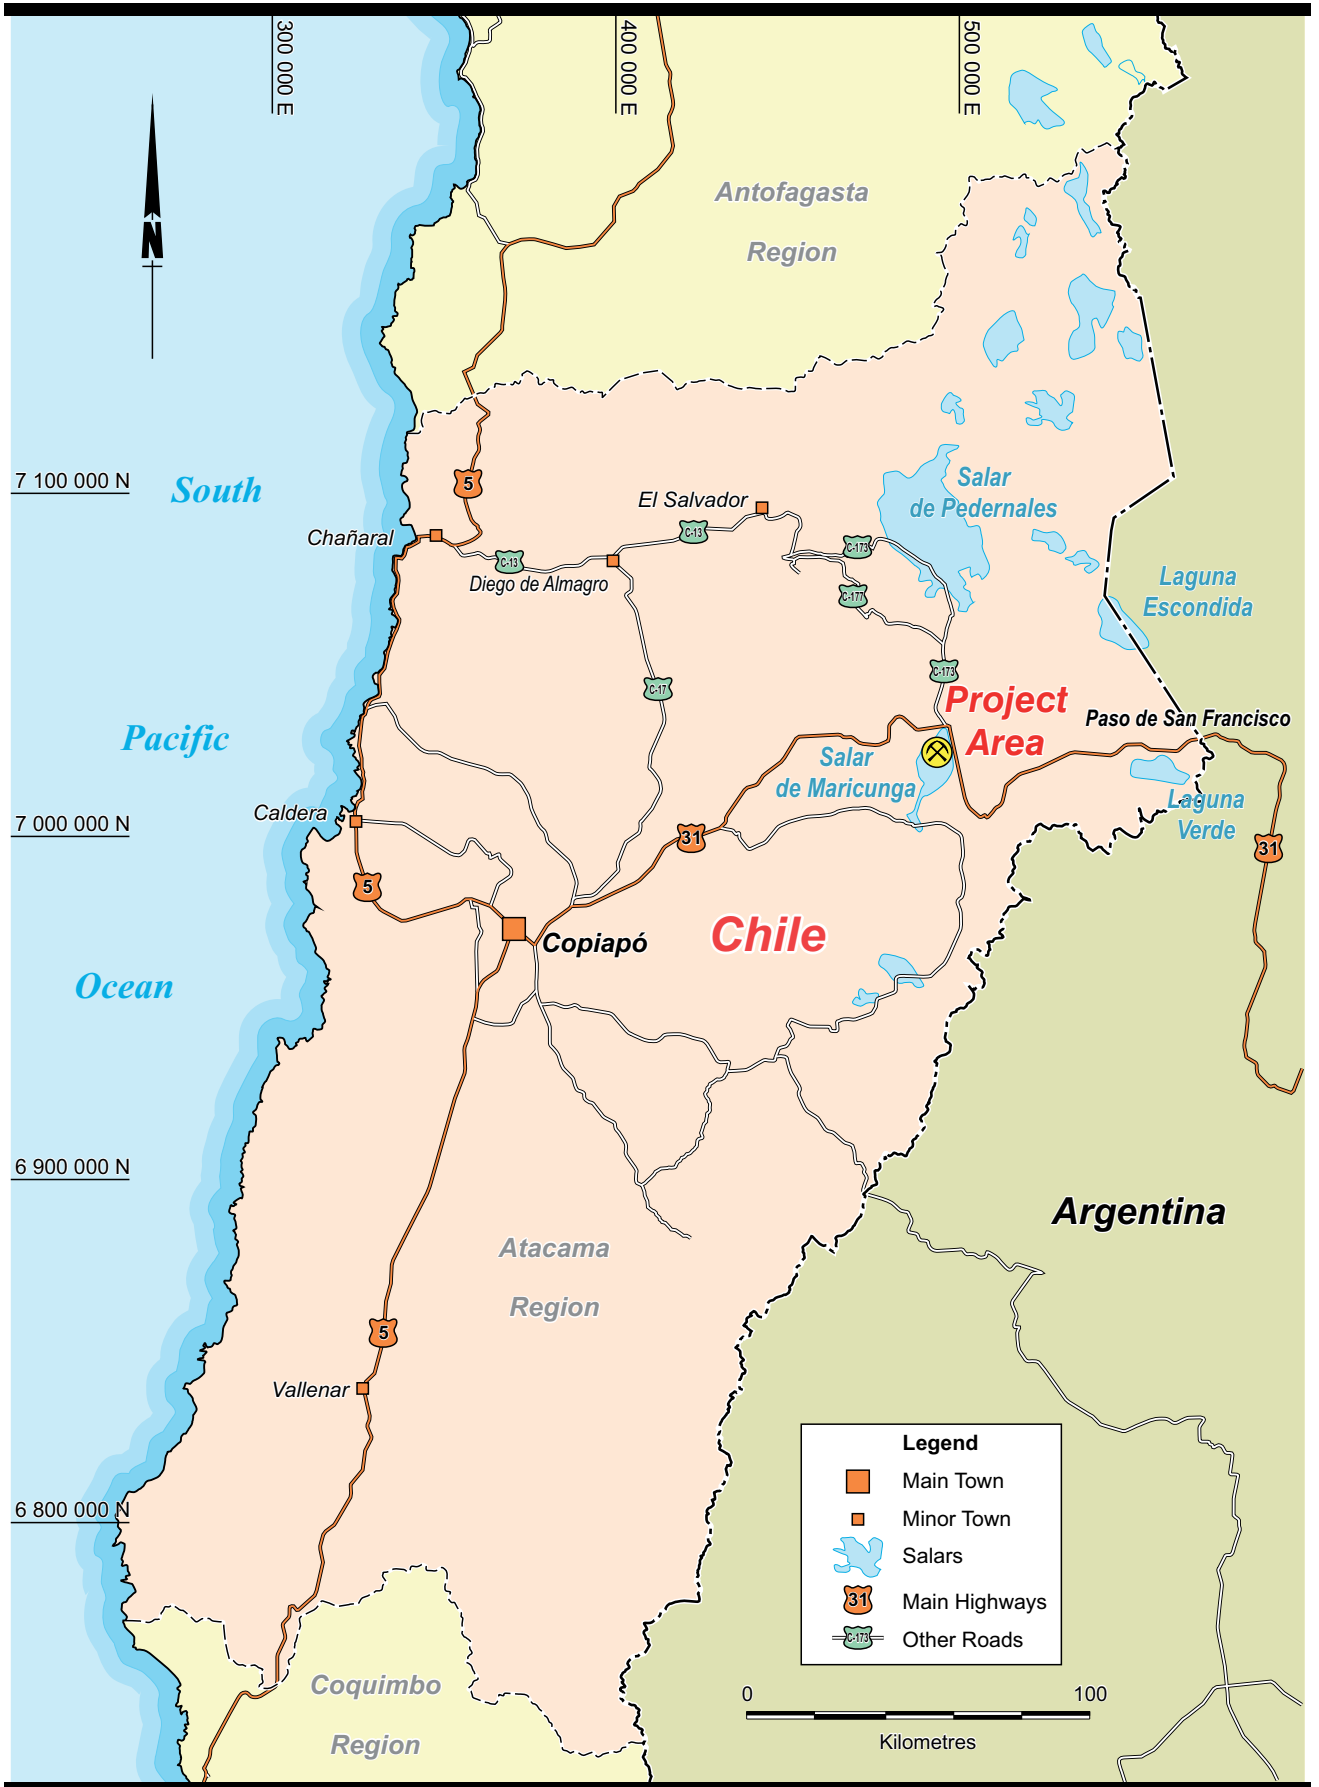 300 000 E
400 000 E
500 000 E
N
Antofagasta
Region
7 100 000 N
South
5
El Salvador
Salar
de Pedernales
Chañaral
C-13
C-173
C-13
Diego de Almagro
C-177
Laguna
Escondida
C-17
C-173
Project
Area
Paso de San Francisco
Pacific
Salar
de Maricunga
Caldera
Laguna
Verde
7 000 000 N
31
31
5
Copiapó
Chile
Ocean
6 900 000 N
Argentina
Atacama
Region
5
Vallenar
Legend
Main Town
Minor Town
Salars
31
Main Highways
C-173
Other Roads
6 800 000 N
Coquimbo
Region
0
100
Kilometres